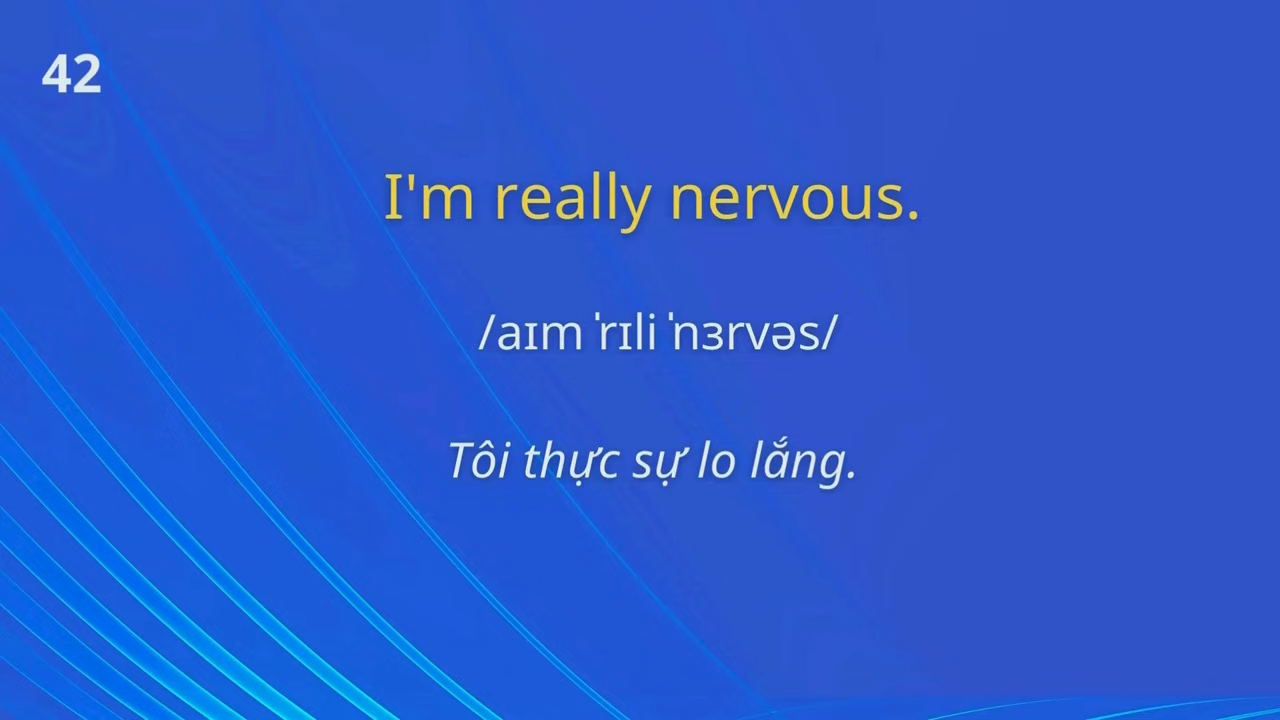 42
I'm really nervous.
/aɪm ˈrɪli ˈnɜrvəs/
Tôi thực sự lo lắng.